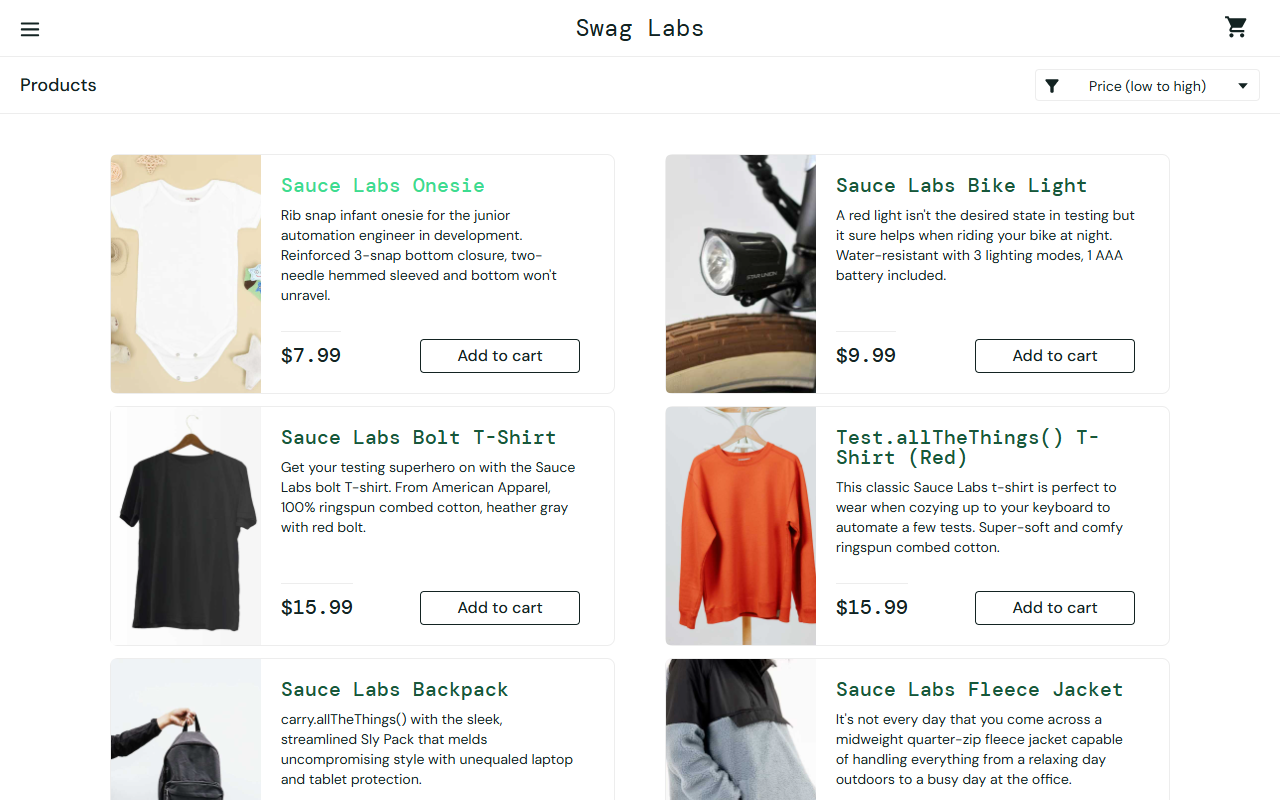 Swag Labs
Products
Price (low to high)
Sauce Labs Onesie
Rib snap infant onesie for the junior
automation engineer in development.
Reinforced 3-snap bottom closure, two-
needle hemmed sleeved and bottom won't
unravel.
$7.99
Add to cart
Sauce Labs Bike Light
A red light isn't the desired state in testing but
it sure helps when riding your bike at night.
Water-resistant with 3 lighting modes, 1 AAA
battery included.
$9.99
Add to cart
Sauce Labs Bolt T-Shirt
Get your testing superhero on with the Sauce
Labs bolt T-shirt. From American Apparel,
100% ringspun combed cotton, heather gray
with red bolt.
$15.99
Add to cart
Test.allTheThings() T-
Shirt (Red)
This classic Sauce Labs t-shirt is perfect to
wear when cozying up to your keyboard to
automate a few tests. Super-soft and comfy
ringspun combed cotton.
$15.99
Add to cart
Sauce Labs Backpack
carry.allTheThings() with the sleek,
streamlined Sly Pack that melds
uncompromising style with unequaled laptop
and tablet protection.
Sauce Labs Fleece Jacket
It's not every day that you come across a
midweight quarter-zip fleece jacket capable
of handling everything from a relaxing day
outdoors to a busy day at the office.